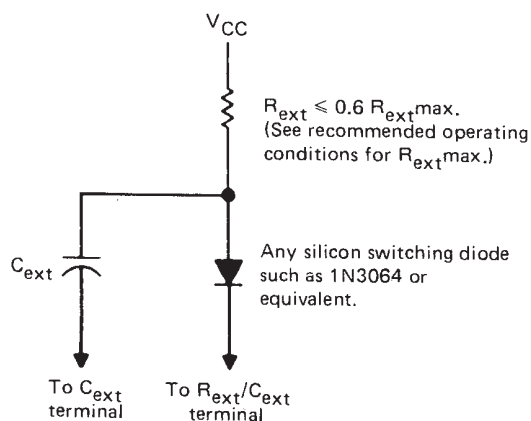 VCC
Rext ≤ 0.6 Rextmax.
(See recommended operating
conditions for Rextmax.)
Cext
Any silicon switching diode
such as 1N3064 or
equivalent.
To Cext
terminal
To Rext/Cext
terminal